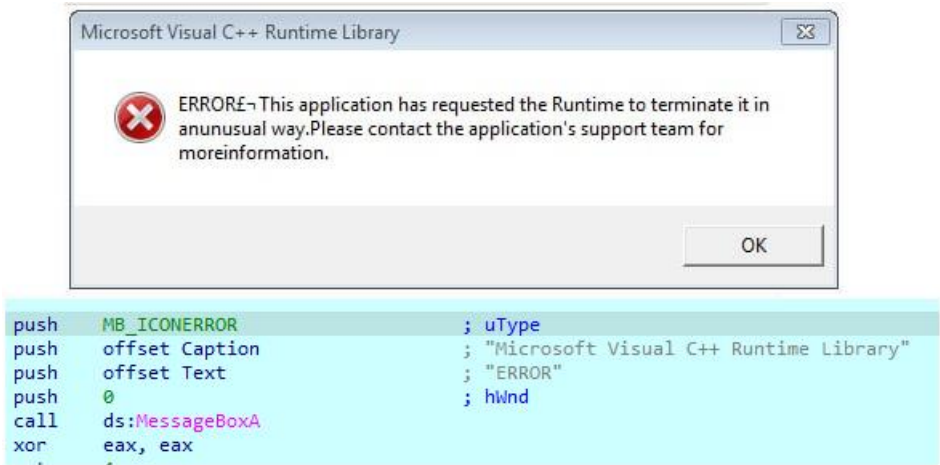 Microsoft Visual C++ Runtime Library
ERROR£¬ This application has requested the Runtime to terminate it in
anunusual way.Please contact the application's support team for
moreinformation.
OK
push MB_ICONERROR ; uType
push offset Caption ; "Microsoft Visual C++ Runtime Library"
push offset Text ; "ERROR"
push 0 ; hWnd
call ds:MessageBoxA
xor eax, eax